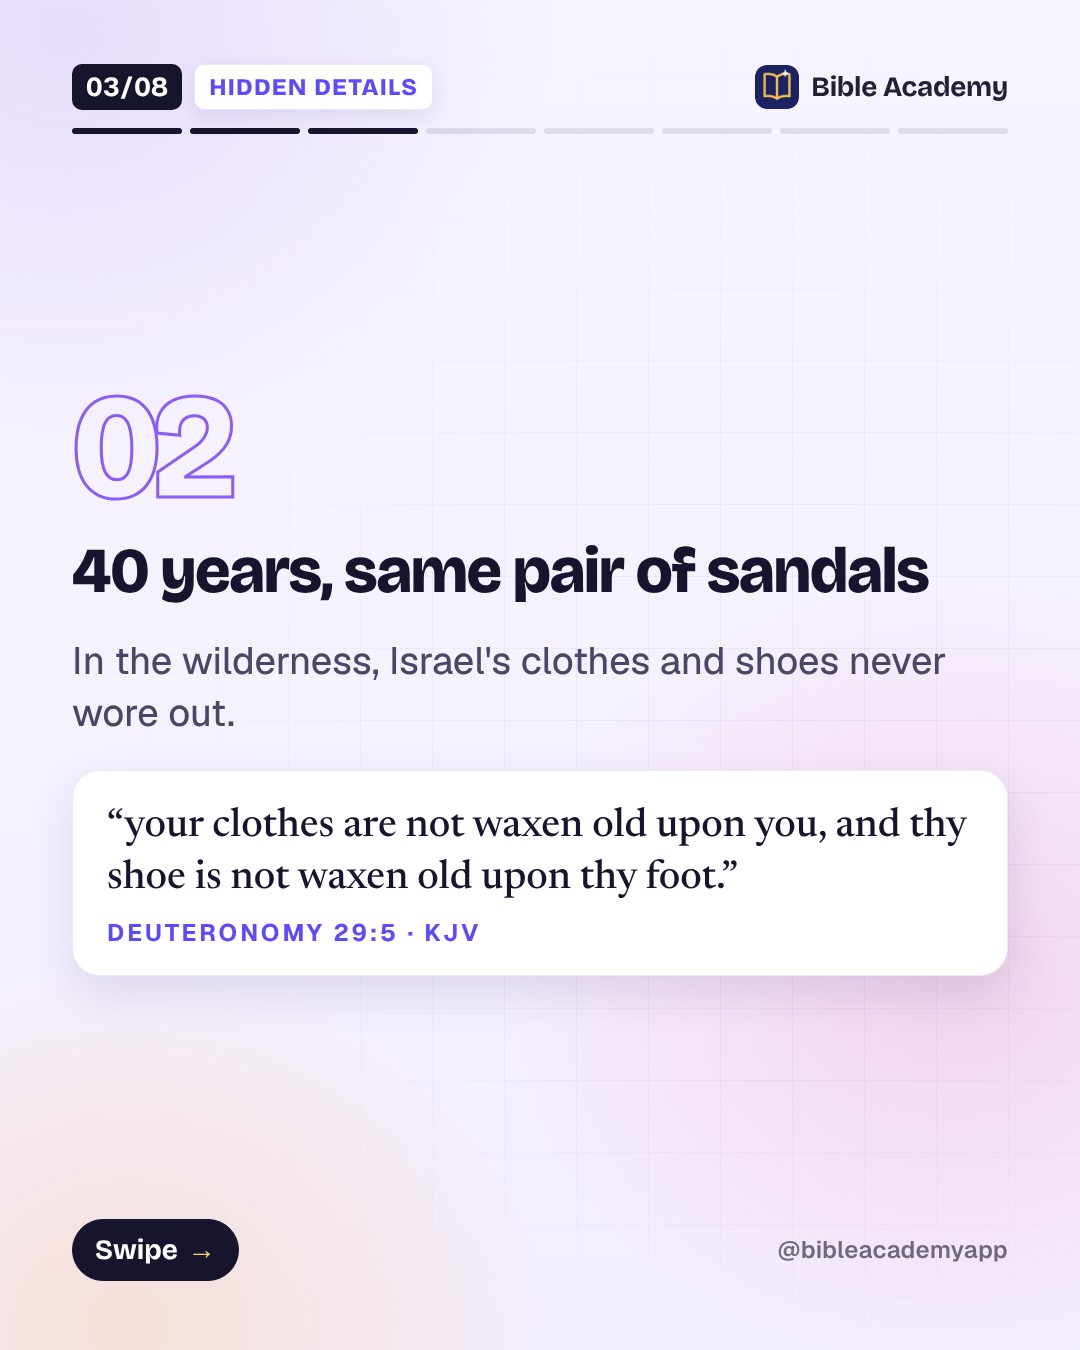 03/08
HIDDEN DETAILS
Bible Academy
02
40 years, same pair of sandals
In the wilderness, Israel's clothes and shoes never
wore out.
“your clothes are not waxen old upon you, and thy
shoe is not waxen old upon thy foot.”
DEUTERONOMY 29:5 · KJV
Swipe →
@bibleacademyapp